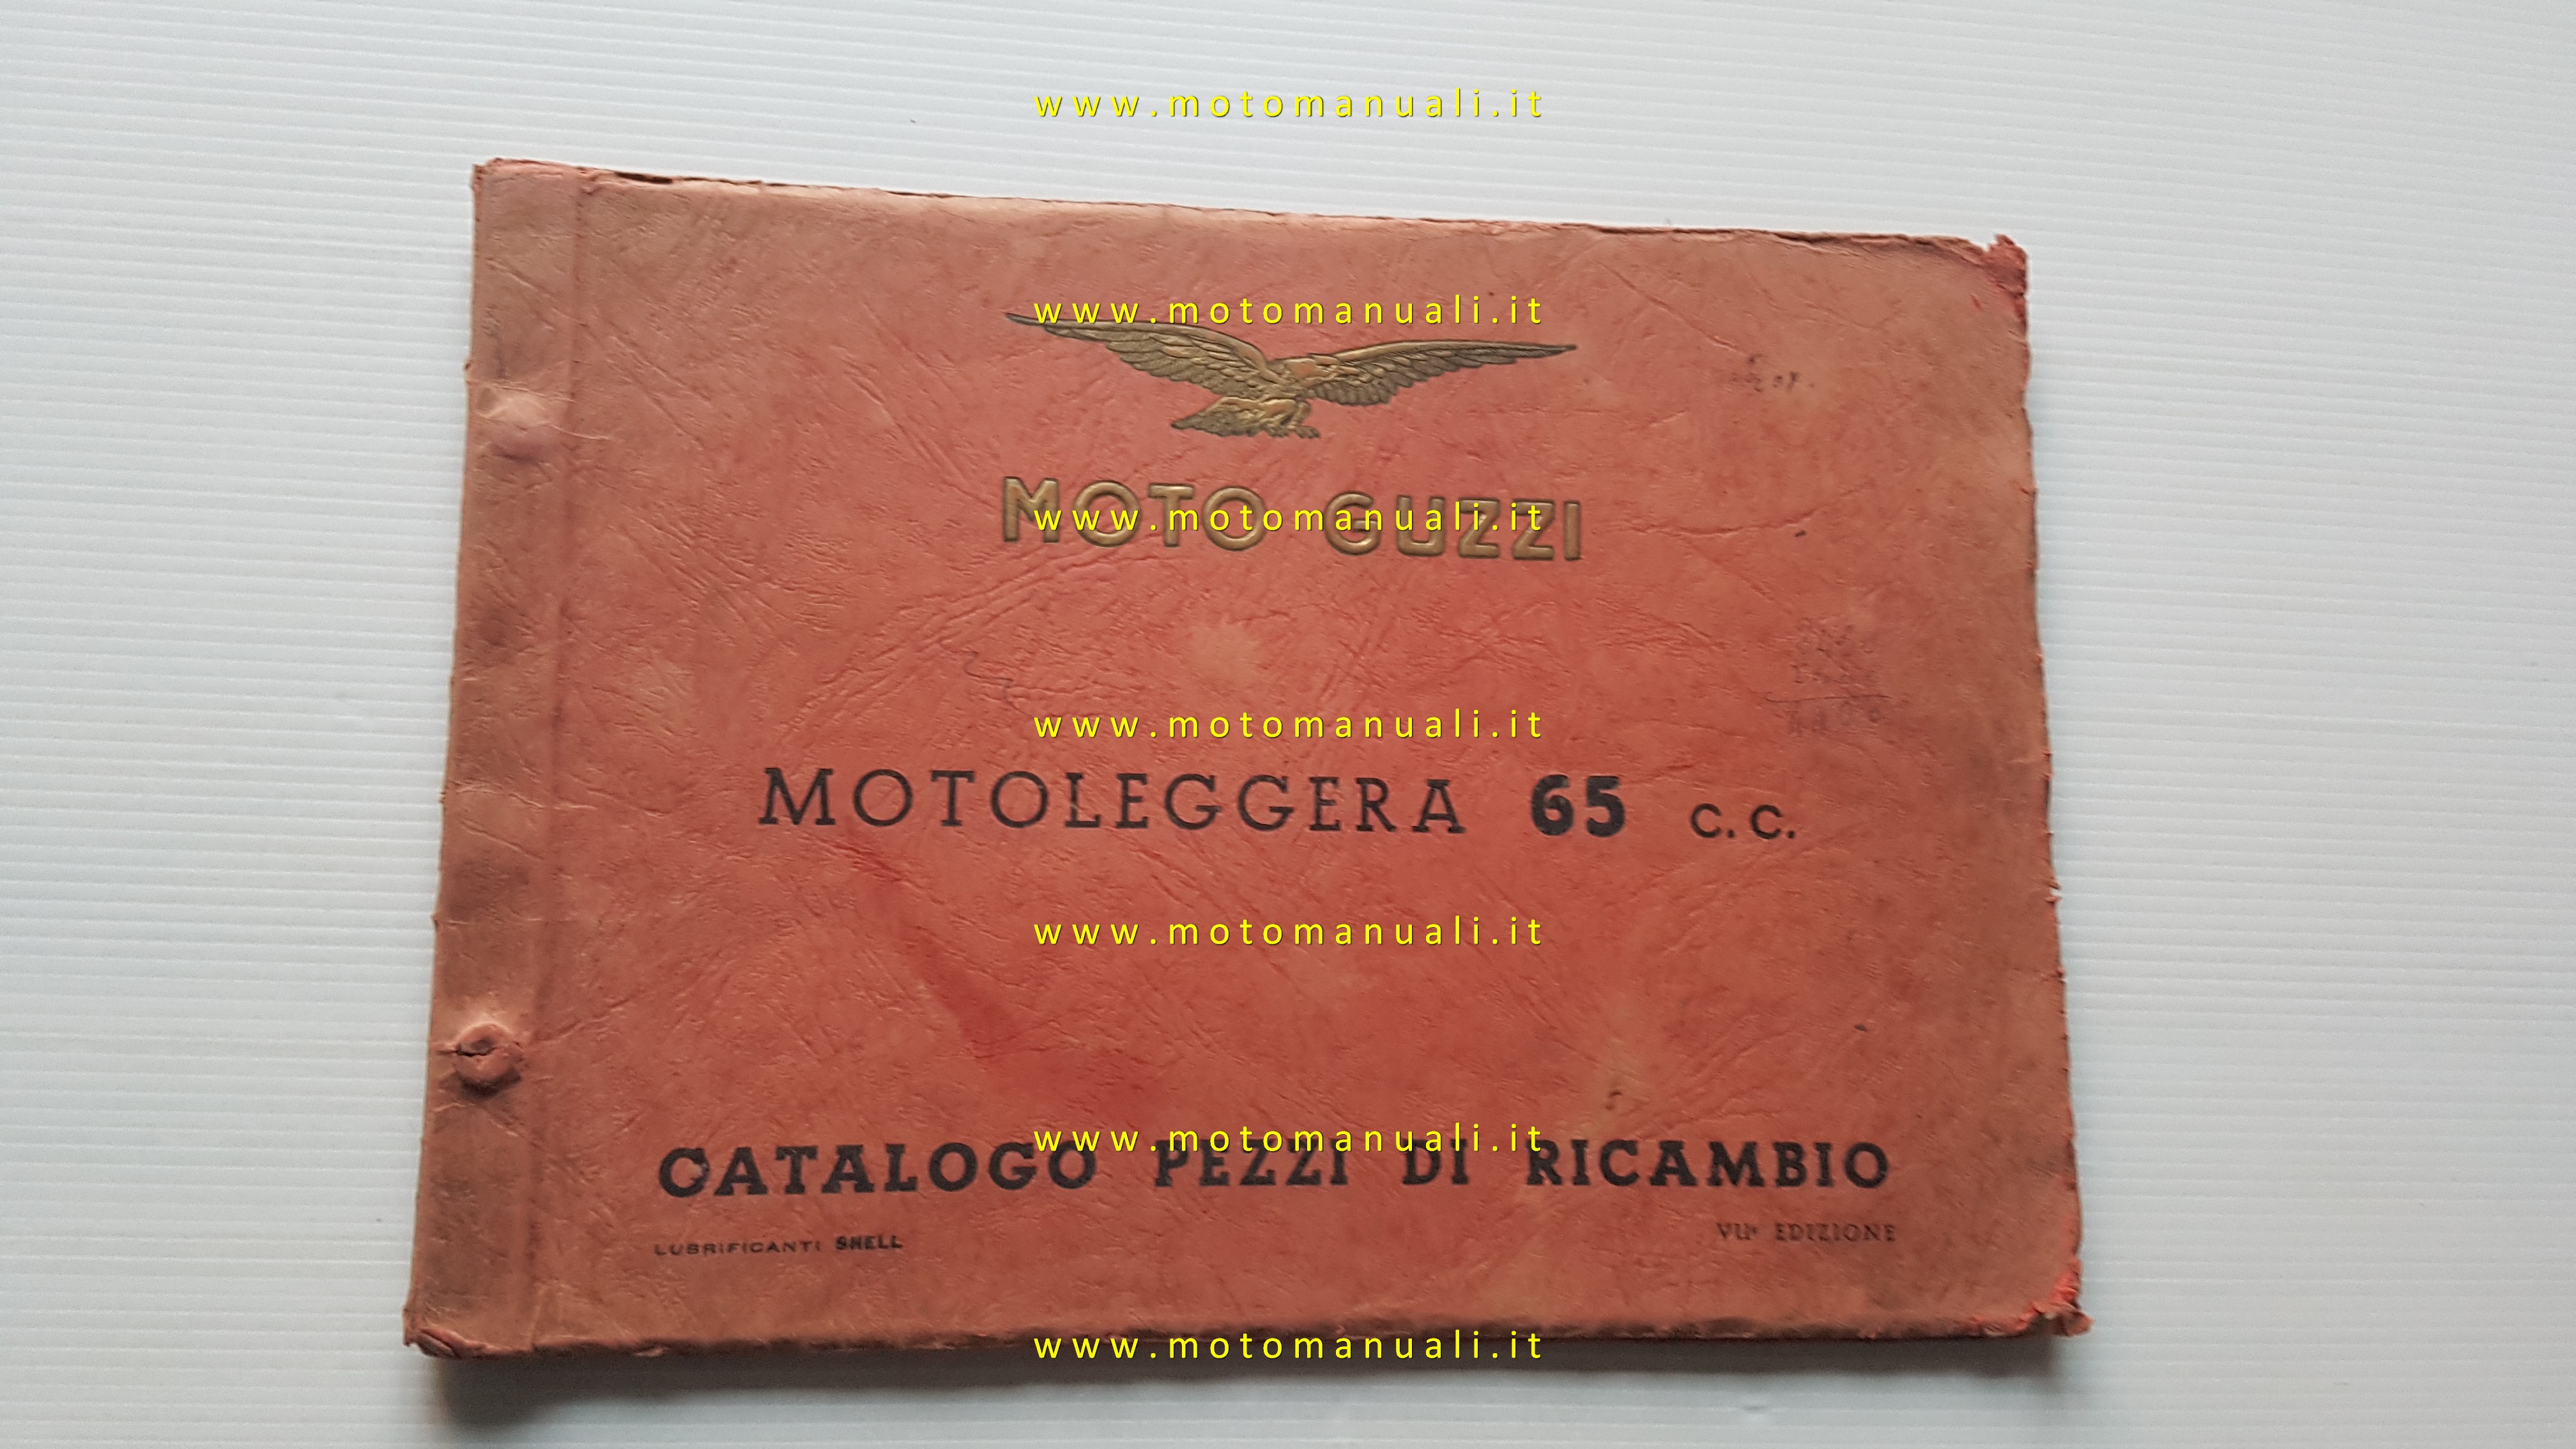 www.motomanuali.it
www.motomanuali.it
MOTO GUZZI
www.motomanuali.it
www.motomanuali.it
MOTOLEGGERA 65 C.C.
www.motomanuali.it
www.motomanuali.it
CATALOGO PEZZI DI RICAMBIO
LUBRIFICANTI SHELL
VIIª EDIZIONE
www.motomanuali.it